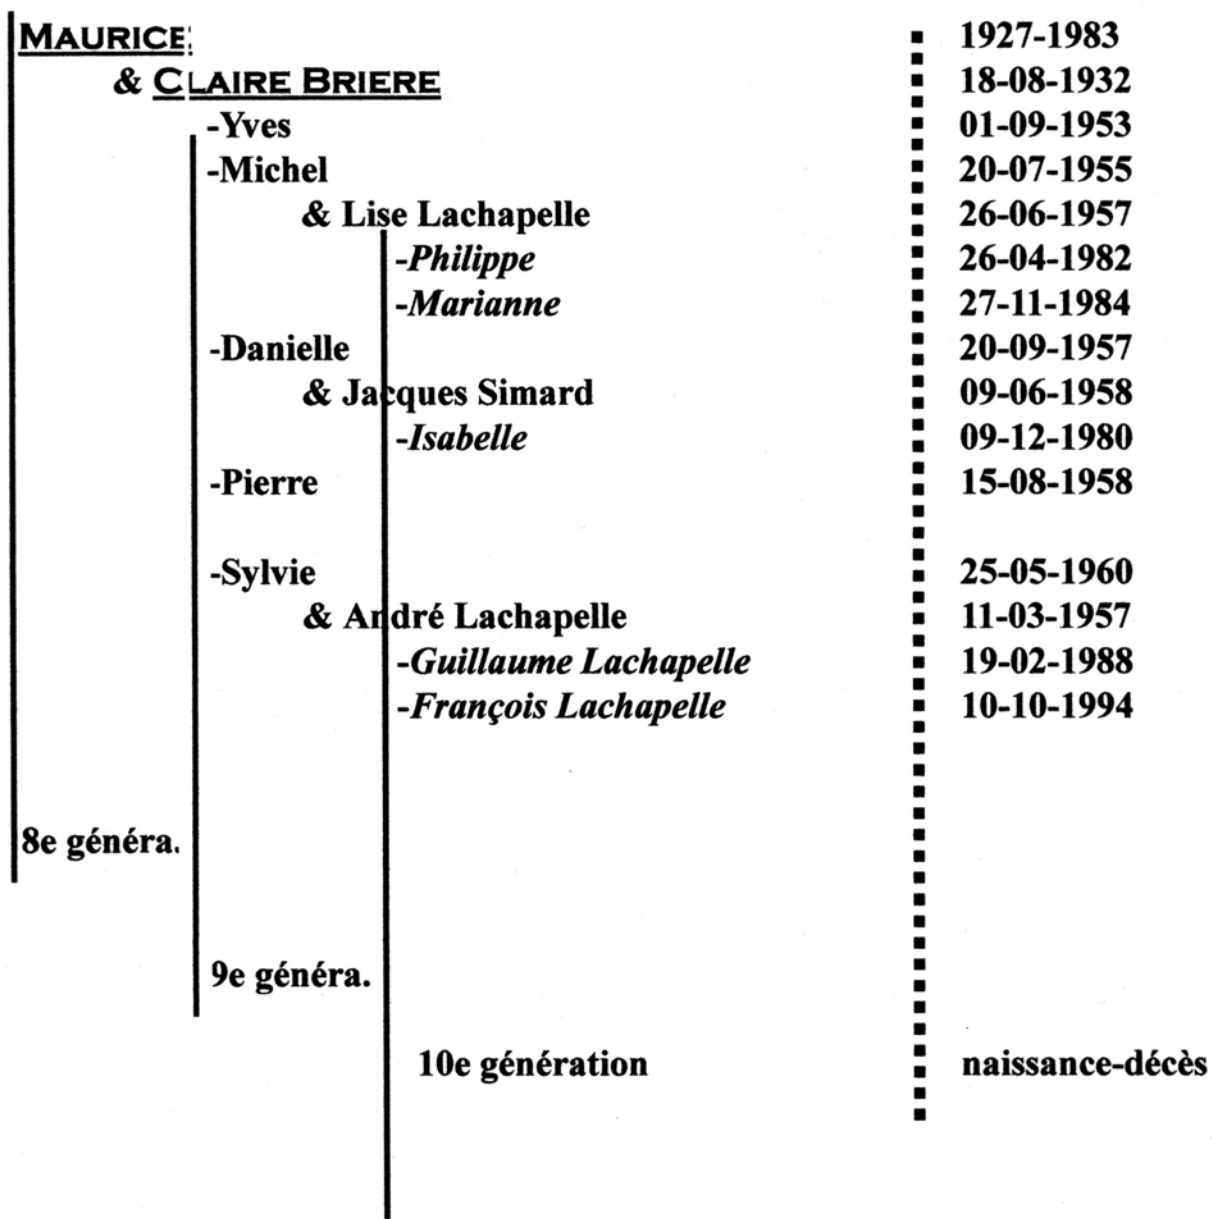 MAURICE 1927-1983
& CLAIRE BRIERE 18-08-1932
-Yves 01-09-1953
-Michel 20-07-1955
& Lise Lachapelle 26-06-1957
-Philippe 26-04-1982
-Marianne 27-11-1984
-Danielle 20-09-1957
& Jacques Simard 09-06-1958
-Isabelle 09-12-1980
-Pierre 15-08-1958
-Sylvie 25-05-1960
& André Lachapelle 11-03-1957
-Guillaume Lachapelle 19-02-1988
-François Lachapelle 10-10-1994
8e généra.
9e généra.
10e génération naissance-décès